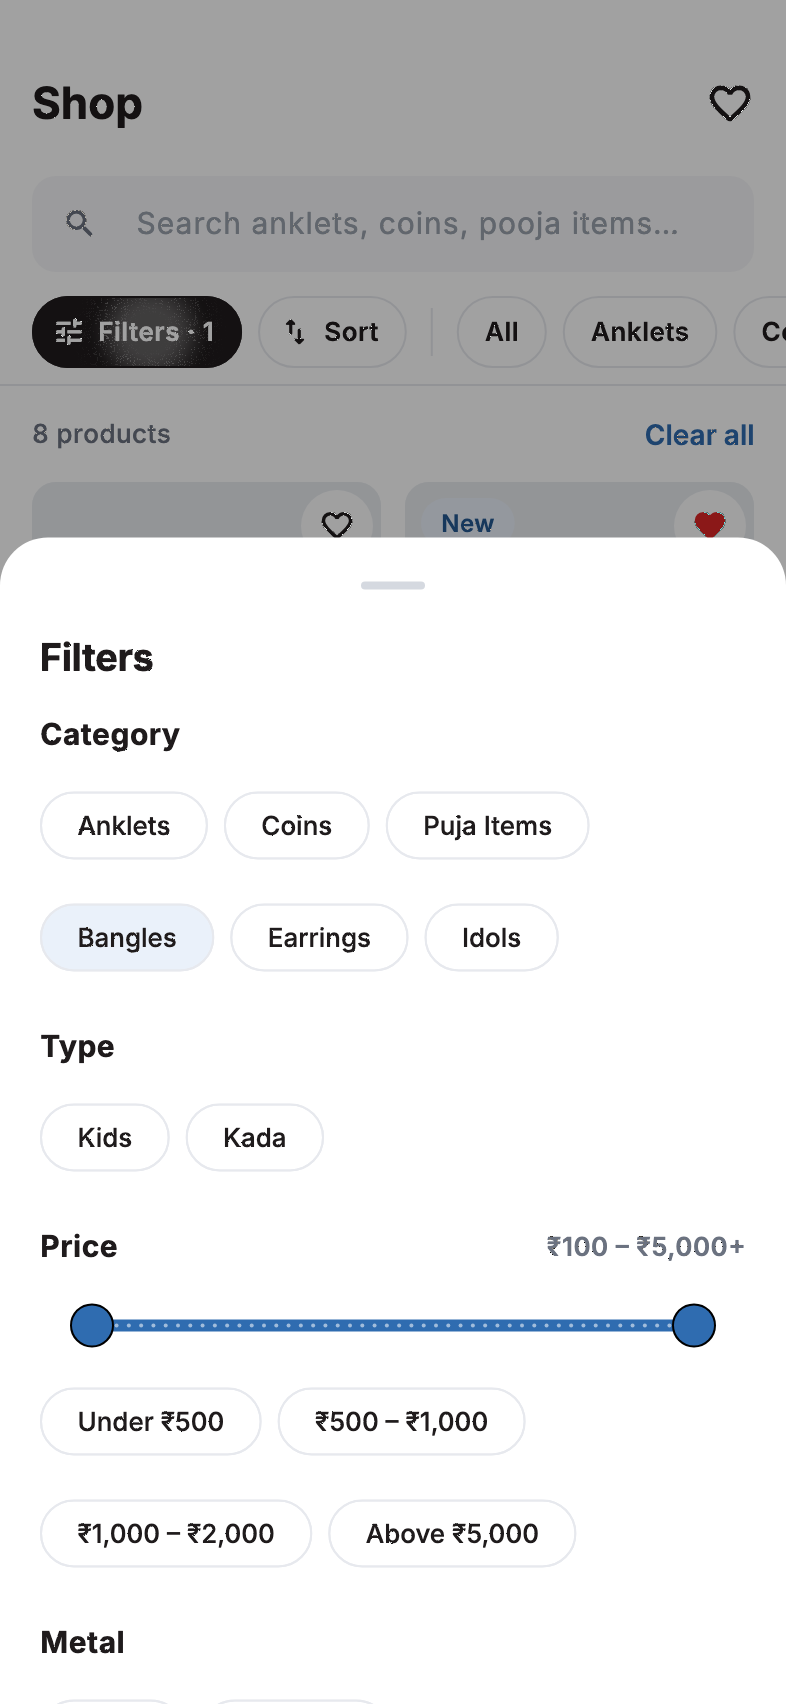 Shop
Search anklets, coins, pooja items...
Filters · 1 Sort All Anklets
8 products Clear all
New
Filters
Category
Anklets Coins Puja Items
Bangles Earrings Idols
Type
Kids Kada
Price ₹100 – ₹5,000+
Under ₹500 ₹500 – ₹1,000
₹1,000 – ₹2,000 Above ₹5,000
Metal